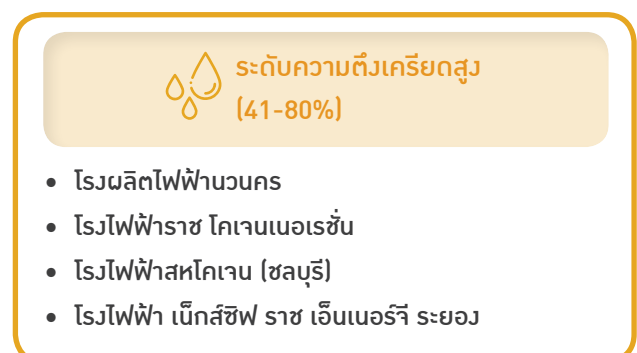 ระดับความตึงเครียดสูง
(41-80%)
• โรงผลิตไฟฟ้านวนคร
• โรงไฟฟ้าราช โคเจนเนอเรชั่น
• โรงไฟฟ้าสหโคเจน (ชลบุรี)
• โรงไฟฟ้า เน็กส์ซิฟ ราช เอ็นเนอร์จี ระยอง